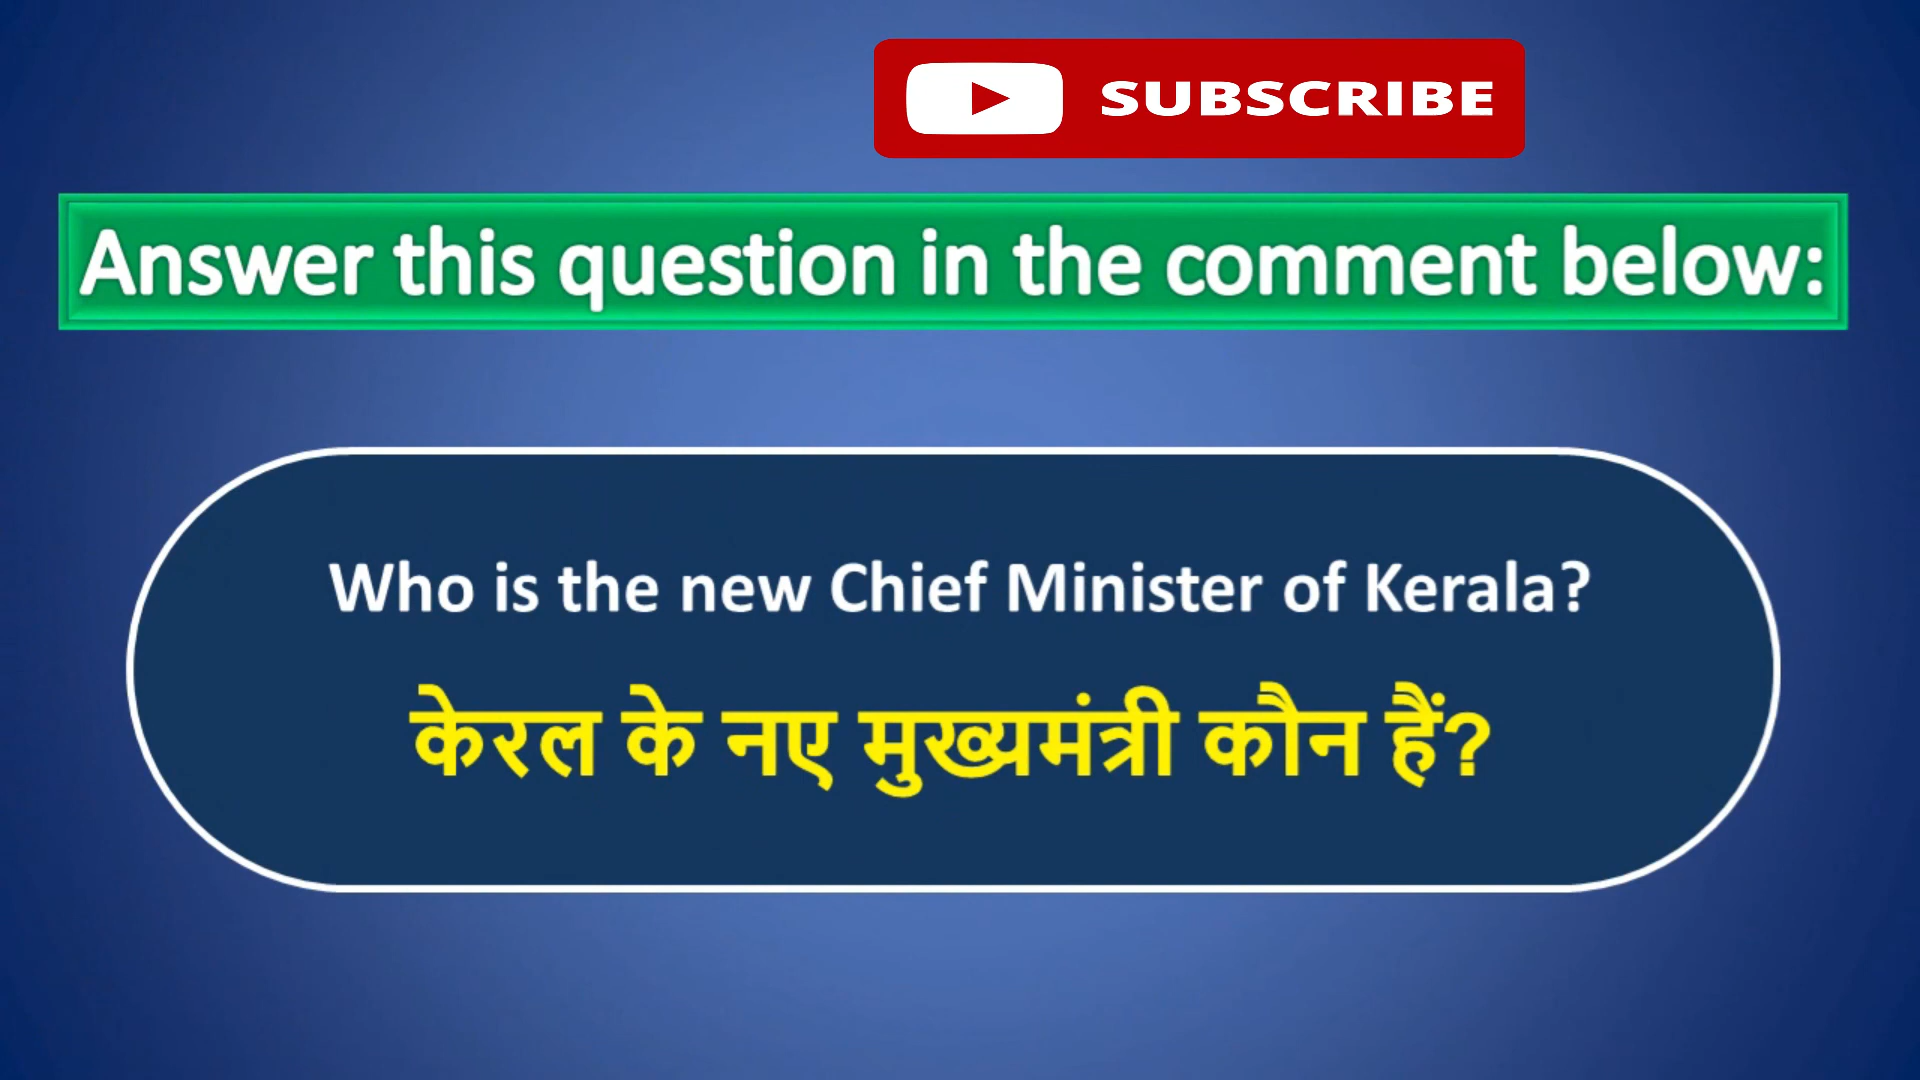 SUBSCRIBE
Answer this question in the comment below:
Who is the new Chief Minister of Kerala?
केरल के नए मुख्यमंत्री कौन हैं?